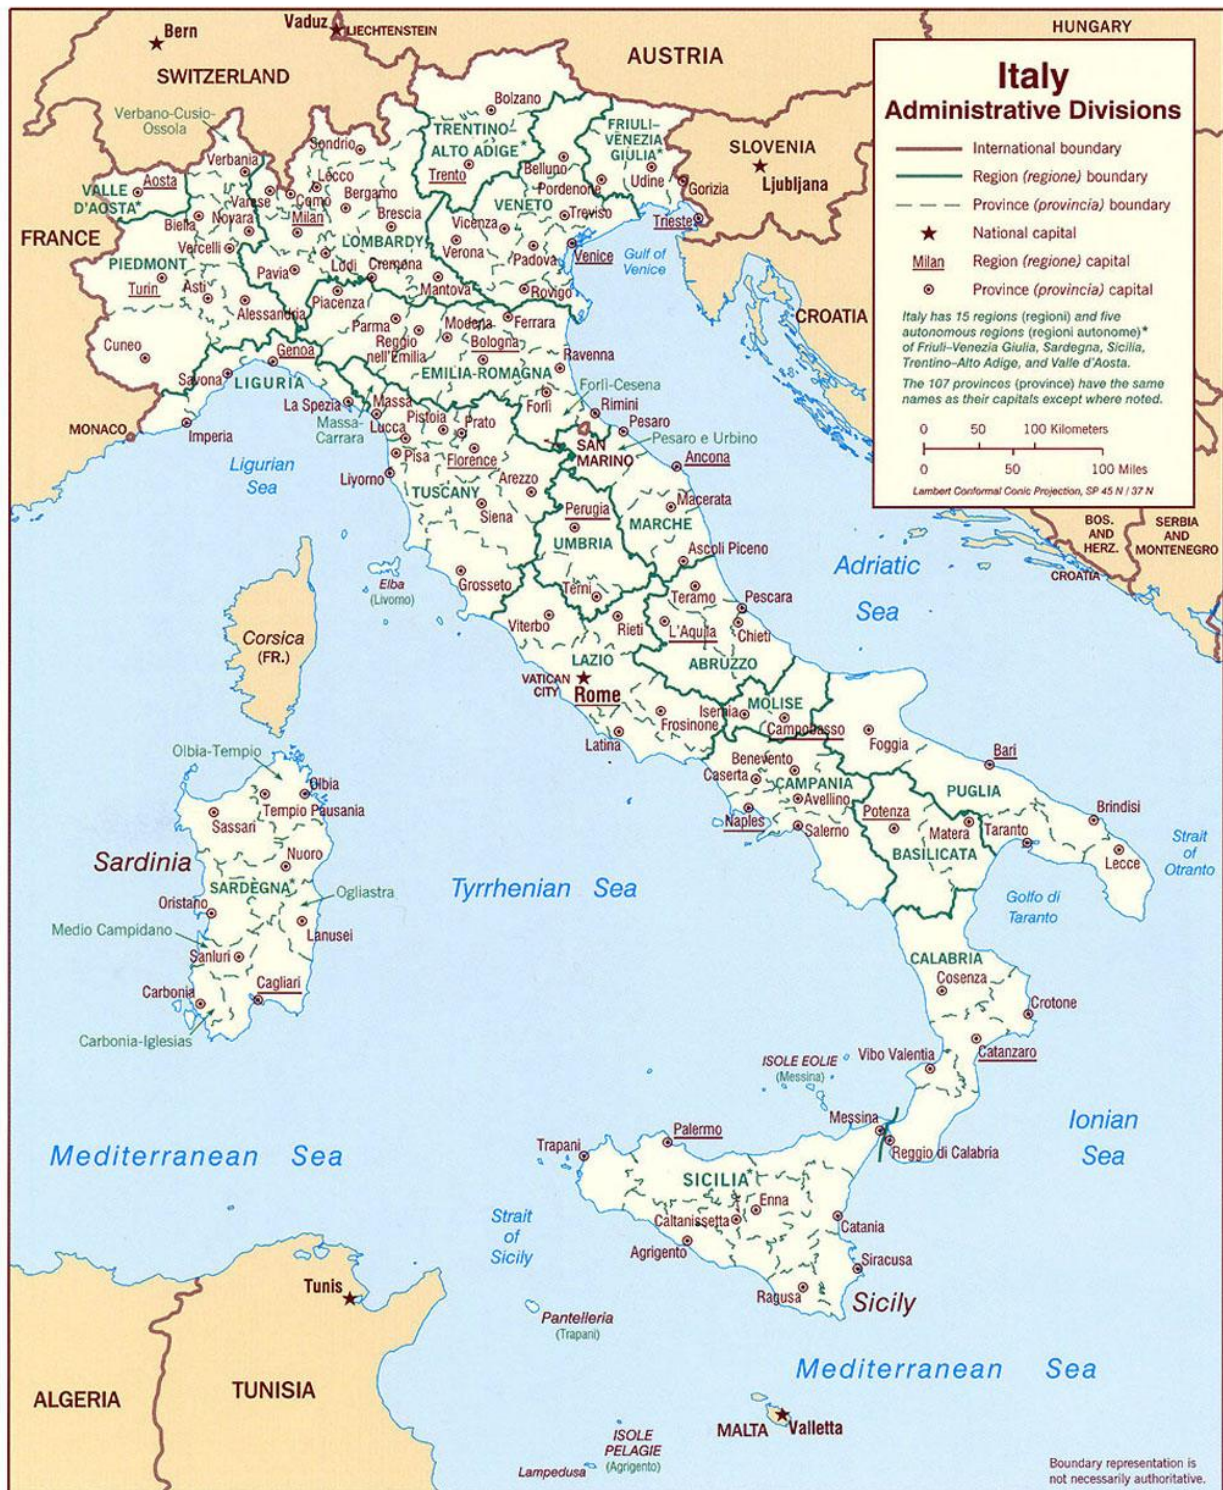 Bern
Vaduz
LIECHTENSTEIN
SWITZERLAND
AUSTRIA
HUNGARY
Italy
Administrative Divisions
International boundary
Region (regione) boundary
Province (provincia) boundary
National capital
Milan
Region (regione) capital
Province (provincia) capital
Italy has 15 regions (regioni) and five
autonomous regions (regioni autonome)*
of Friuli–Venezia Giulia, Sardegna, Sicilia,
Trentino–Alto Adige, and Valle d'Aosta.
The 107 provinces (province) have the same
names as their capitals except where noted.
0 50 100 Kilometers
0 50 100 Miles
Lambert Conformal Conic Projection, SP 45 N / 37 N
SLOVENIA
Ljubljana
Verbano-Cusio-
Ossola
Bolzano
TRENTINO–
ALTO ADIGE*
Trento
FRIULI–
VENEZIA
GIULIA*
Sondrio
Verbania
Belluno
Udine
Gorizia
Pordenone
Aosta
VALLE
D'AOSTA*
Lecco
Varese
Como
Bergamo
Biella
Novara
Milan
Brescia
VENETO
Vicenza
Treviso
Trieste
FRANCE
Vercelli
LOMBARDY
Verona
Padova
Venice
Gulf of
Venice
PIEDMONT
Turin
Asti
Pavia
Lodi
Cremona
Mantova
Rovigo
Piacenza
Alessandria
Parma
Reggio
nell'Emilia
Modena
Ferrara
Bologna
CROATIA
Cuneo
Genoa
Savona
LIGURIA
EMILIA-ROMAGNA
Ravenna
Forlì-Cesena
La Spezia
Massa
Massa-
Carrara
Lucca
Pistoia
Prato
Forlì
Rimini
Pesaro
MONACO
Imperia
SAN
MARINO
Pesaro e Urbino
Ligurian
Sea
Pisa
Florence
Ancona
Livorno
TUSCANY
Arezzo
Siena
Perugia
UMBRIA
Macerata
MARCHE
BOS.
AND
HERZ.
SERBIA
AND
MONTENEGRO
CROATIA
Ascoli Piceno
Adriatic
Sea
Elba
(Livorno)
Grosseto
Terni
Teramo
Pescara
Viterbo
Rieti
L'Aquila
Chieti
Corsica
(FR.)
LAZIO
ABRUZZO
VATICAN
CITY
Rome
MOLISE
Isernia
Campobasso
Frosinone
Latina
Foggia
Bari
Olbia-Tempio
Benevento
Caserta
CAMPANIA
Avellino
PUGLIA
Olbia
Tempio Pausania
Sassari
Naples
Salerno
Potenza
Matera
Taranto
Brindisi
BASILICATA
Lecce
Strait
of
Otranto
Sardinia
Nuoro
SARDEGNA*
Ogliastra
Tyrrhenian Sea
Golfo di
Taranto
Oristano
Medio Campidano
Lanusei
Sanluri
CALABRIA
Cosenza
Carbonia
Cagliari
Crotone
Carbonia-Iglesias
Catanzaro
Vibo Valentia
ISOLE EOLIE
(Messina)
Messina
Reggio di Calabria
Ionian
Sea
Mediterranean Sea
Trapani
Palermo
SICILIA*
Enna
Caltanissetta
Catania
Strait
of
Sicily
Agrigento
Siracusa
Ragusa
Sicily
Tunis
Pantelleria
(Trapani)
Mediterranean Sea
ALGERIA
TUNISIA
MALTA
Valletta
ISOLE
PELAGIE
(Agrigento)
Lampedusa
Boundary representation is
not necessarily authoritative.